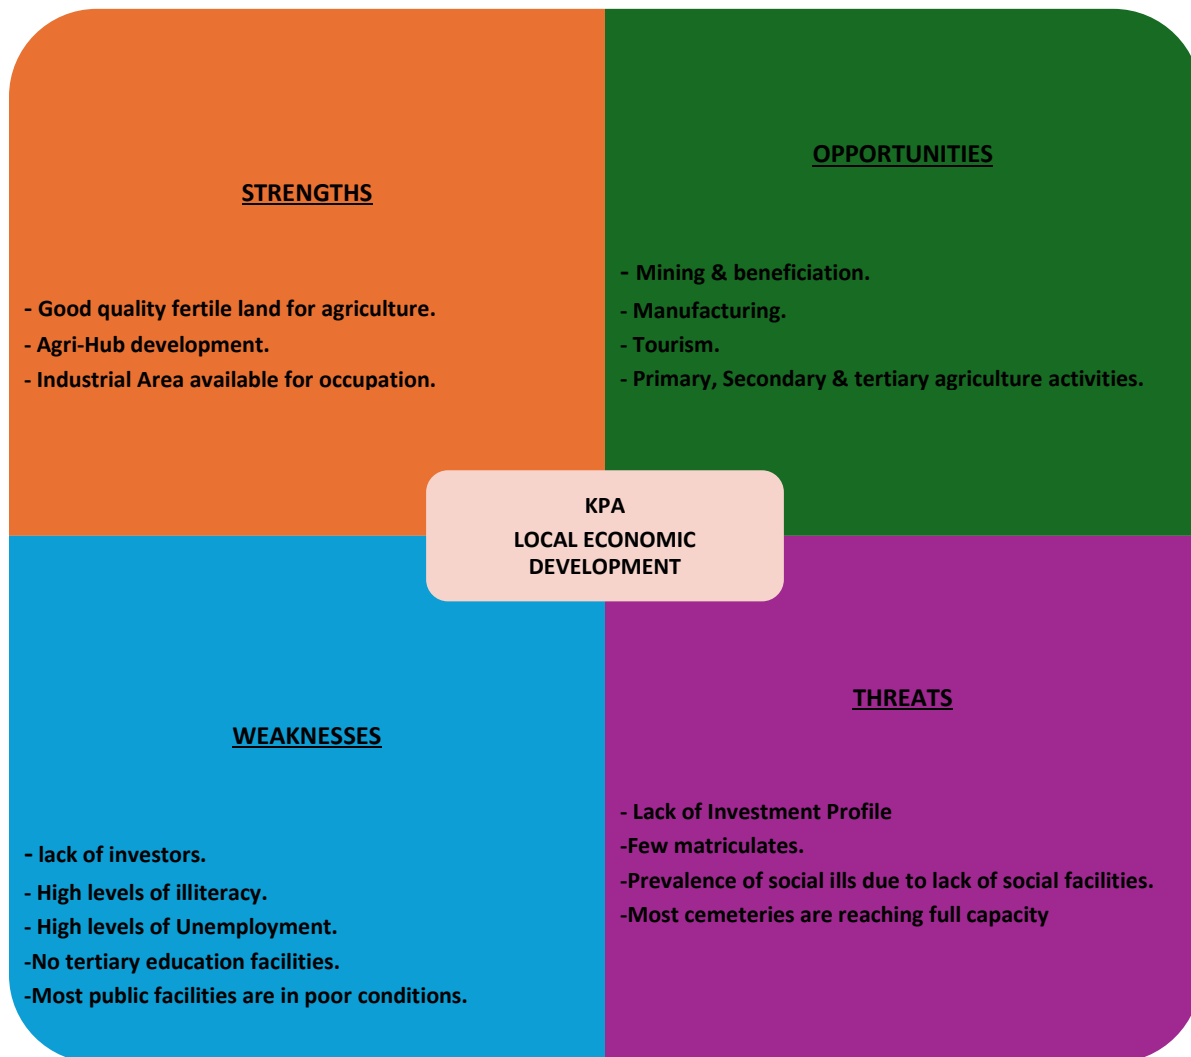 STRENGTHS
- Good quality fertile land for agriculture.
- Agri-Hub development.
- Industrial Area available for occupation.
OPPORTUNITIES
- Mining & beneficiation.
- Manufacturing.
- Tourism.
- Primary, Secondary & tertiary agriculture activities.
KPA
LOCAL ECONOMIC
DEVELOPMENT
WEAKNESSES
- lack of investors.
- High levels of illiteracy.
- High levels of Unemployment.
-No tertiary education facilities.
-Most public facilities are in poor conditions.
THREATS
- Lack of Investment Profile
-Few matriculates.
-Prevalence of social ills due to lack of social facilities.
-Most cemeteries are reaching full capacity